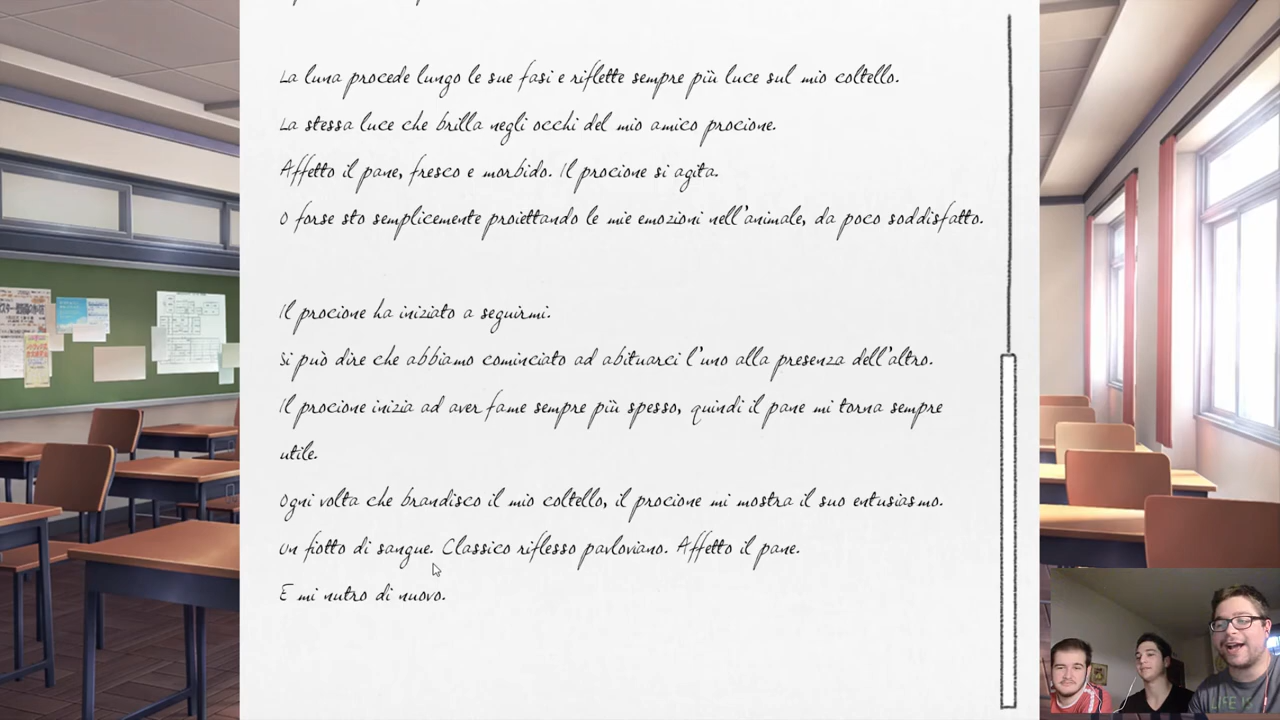 La luna procede lungo le sue fasi e riflette sempre più luce sul mio coltello.
La stessa luce che brilla negli occhi del mio amico procione.
Affetto il pane, fresco e morbido. Il procione si agita.
O forse sto semplicemente proiettando le mie emozioni nell'animale, da poco soddisfatto.
Il procione ha iniziato a seguirmi.
Si può dire che abbiamo cominciato ad abituarci l'uno alla presenza dell'altro.
Il procione inizia ad aver fame sempre più spesso, quindi il pane mi torna sempre
utile.
Ogni volta che brandisco il mio coltello, il procione mi mostra il suo entusiasmo.
Un fiotto di sangue. Classico riflesso pavloviano. Affetto il pane.
E mi nutro di nuovo.
LIFE IS